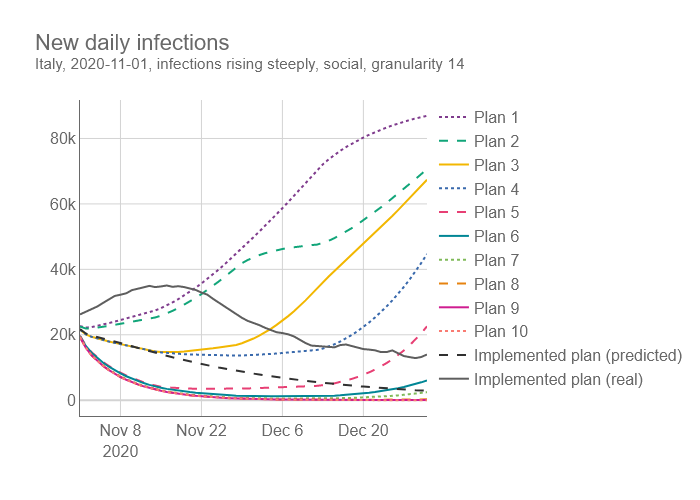 New daily infections
Italy, 2020-11-01, infections rising steeply, social, granularity 14
80k
60k
40k
20k
0
Nov 8
2020
Nov 22
Dec 6
Dec 20
Plan 1
Plan 2
Plan 3
Plan 4
Plan 5
Plan 6
Plan 7
Plan 8
Plan 9
Plan 10
Implemented plan (predicted)
Implemented plan (real)